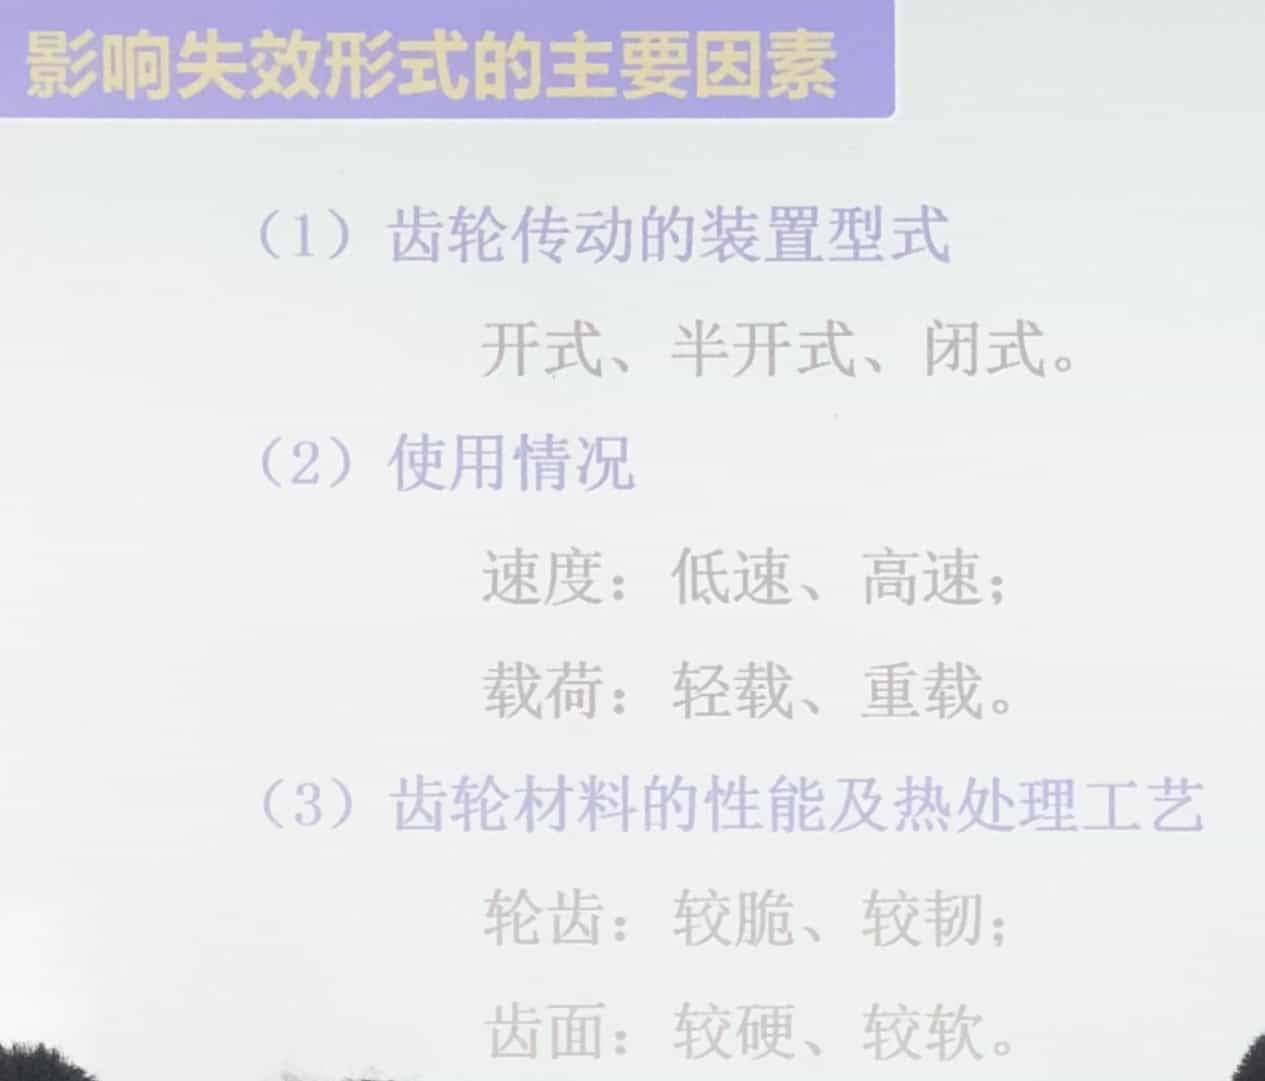 影响失效形式的主要因素
（1）齿轮传动的装置型式
开式、半开式、闭式。
（2）使用情况
速度：低速、高速；
载荷：轻载、重载。
（3）齿轮材料的性能及热处理工艺
轮齿：较脆、较韧；
齿面：较硬、较软。